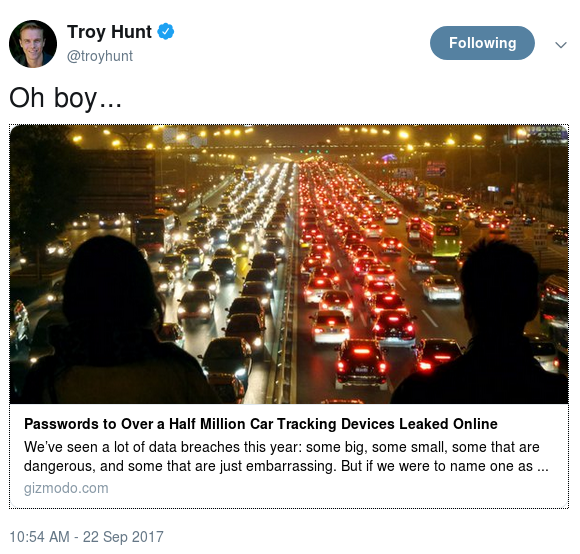 Troy Hunt
@troyhunt
Following
Oh boy...
Passwords to Over a Half Million Car Tracking Devices Leaked Online
We've seen a lot of data breaches this year: some big, some small, some that are
dangerous, and some that are just embarrassing. But if we were to name one as ...
gizmodo.com
10:54 AM - 22 Sep 2017